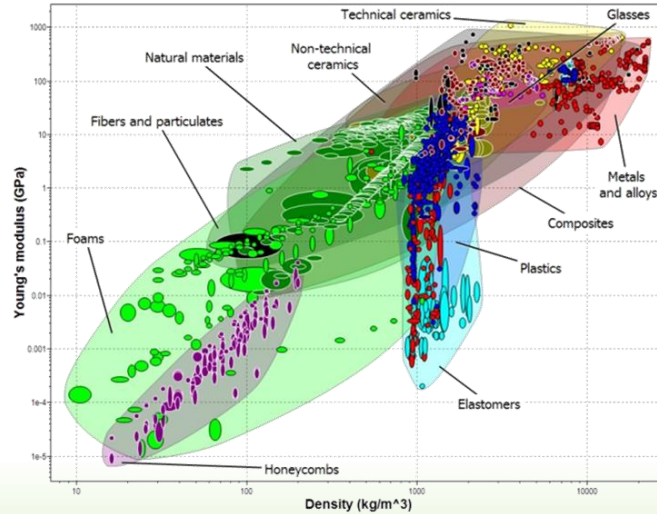 Technical ceramics
Glasses
Non-technical
ceramics
Natural materials
Fibers and particulates
Foams
Metals
and alloys
Composites
Plastics
Elastomers
Honeycombs
Young's modulus (GPa)
1000
100
10
1
0.1
0.01
0.001
1e-4
1e-5
10
100
1000
10000
Density (kg/m^3)